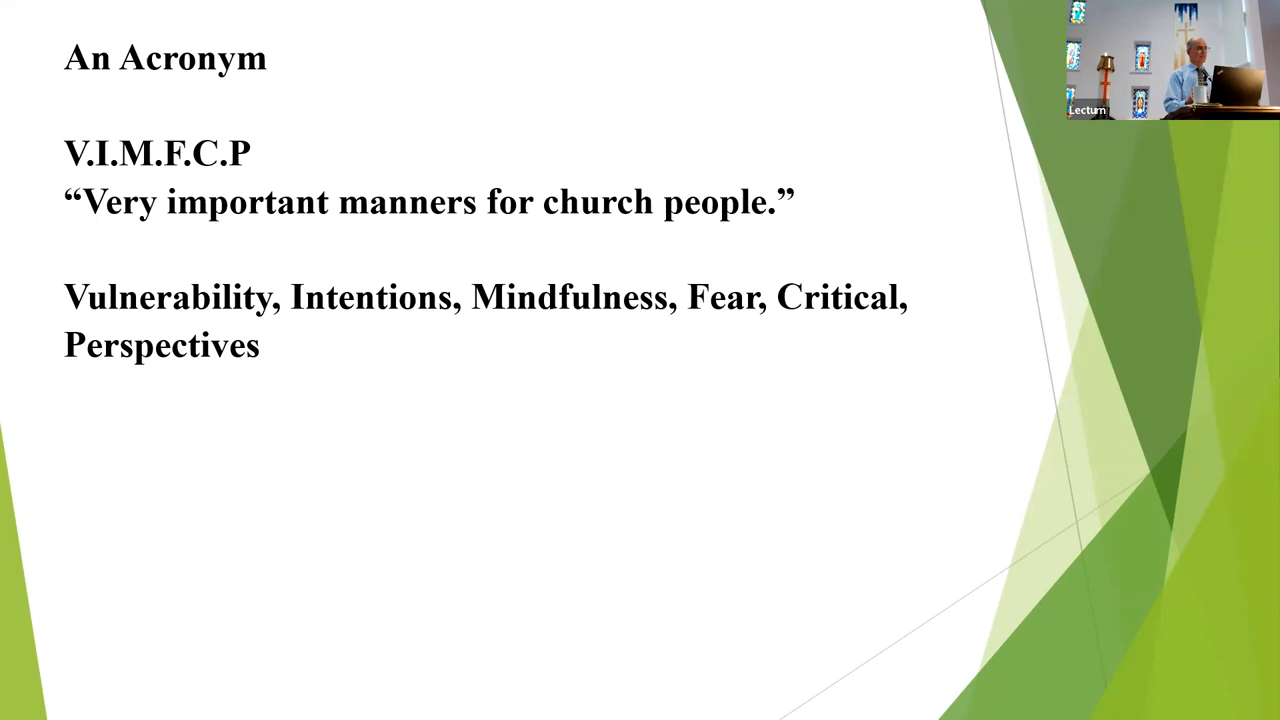 An Acronym
V.I.M.F.C.P
“Very important manners for church people.”
Vulnerability, Intentions, Mindfulness, Fear, Critical,
Perspectives
Lectum